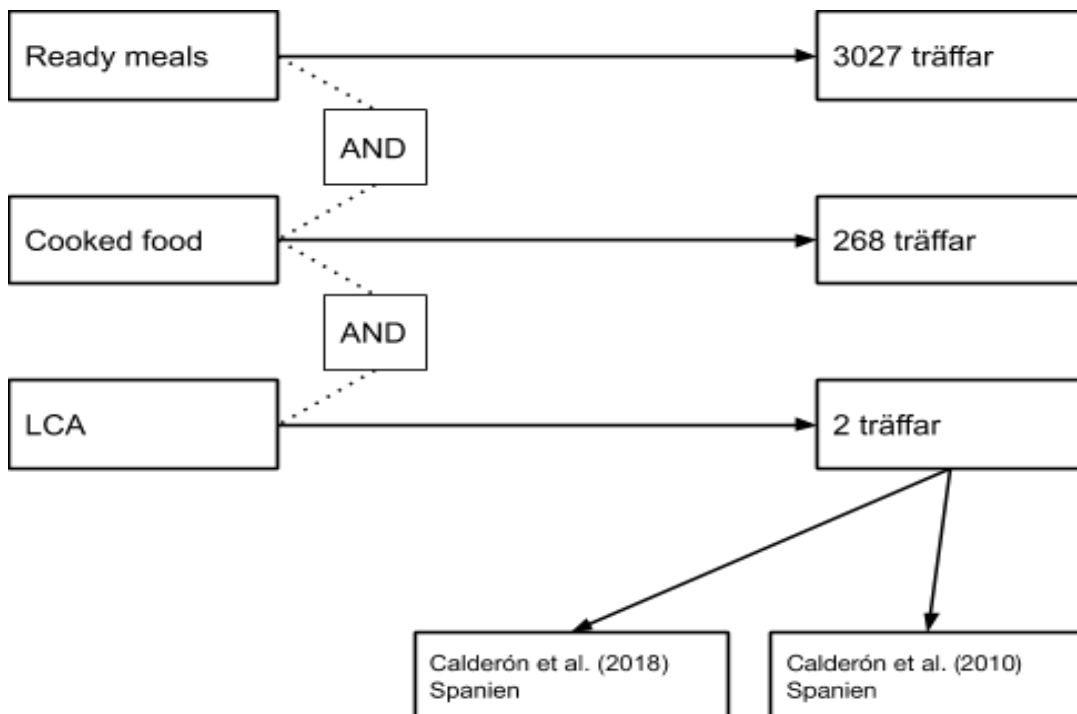 Ready meals
3027 träffar
AND
Cooked food
268 träffar
AND
LCA
2 träffar
Calderón et al. (2018)
Spanien
Calderón et al. (2010)
Spanien